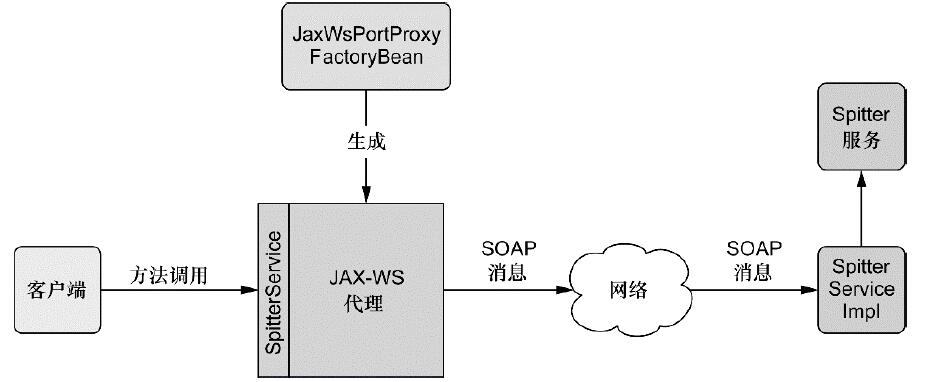 JaxWsPortProxy
FactoryBean
生成
客户端
方法调用
SpitterService
JAX-WS
代理
SOAP
消息
网络
SOAP
消息
Spitter
服务
Spitter
Service
Impl